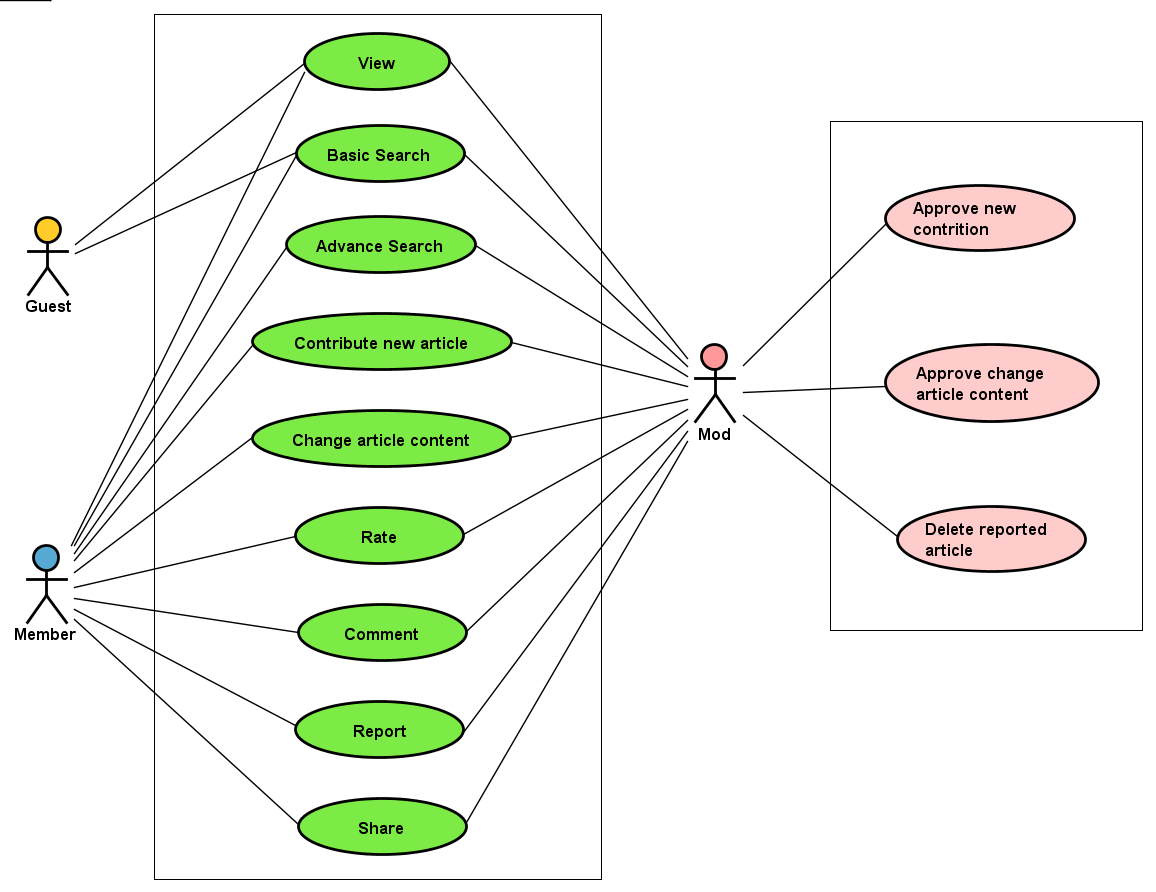 View
Basic Search
Advance Search
Contribute new article
Change article content
Rate
Comment
Report
Share
Guest
Member
Mod
Approve new
contrition
Approve change
article content
Delete reported
article